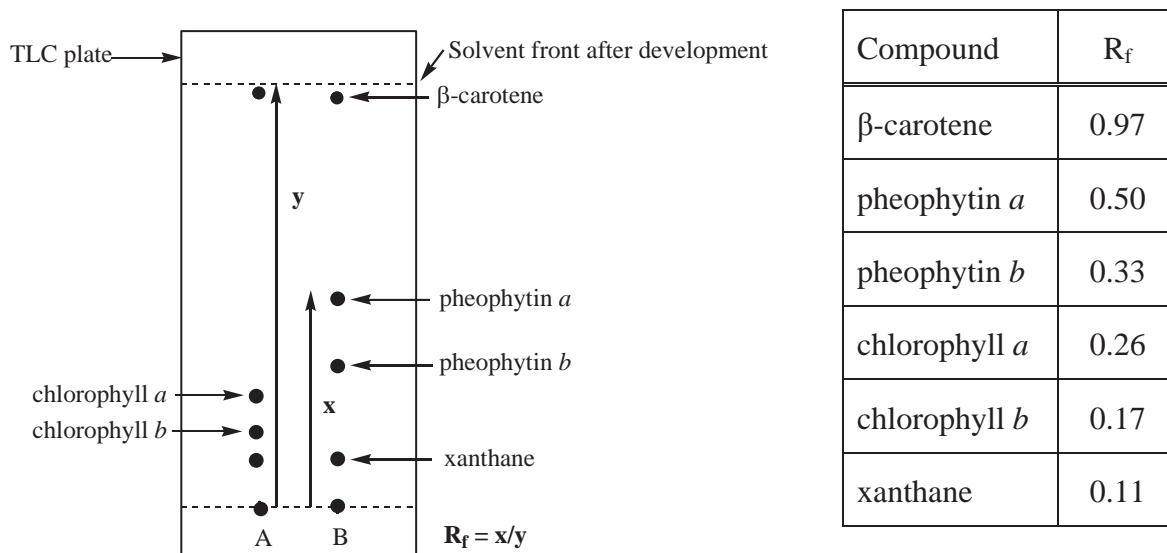 TLC plate
Solvent front after development
β-carotene
y
pheophytin a
pheophytin b
chlorophyll a
x
chlorophyll b
xanthane
A
B
Rf = x/y
Compound Rf
β-carotene 0.97
pheophytin a 0.50
pheophytin b 0.33
chlorophyll a 0.26
chlorophyll b 0.17
xanthane 0.11